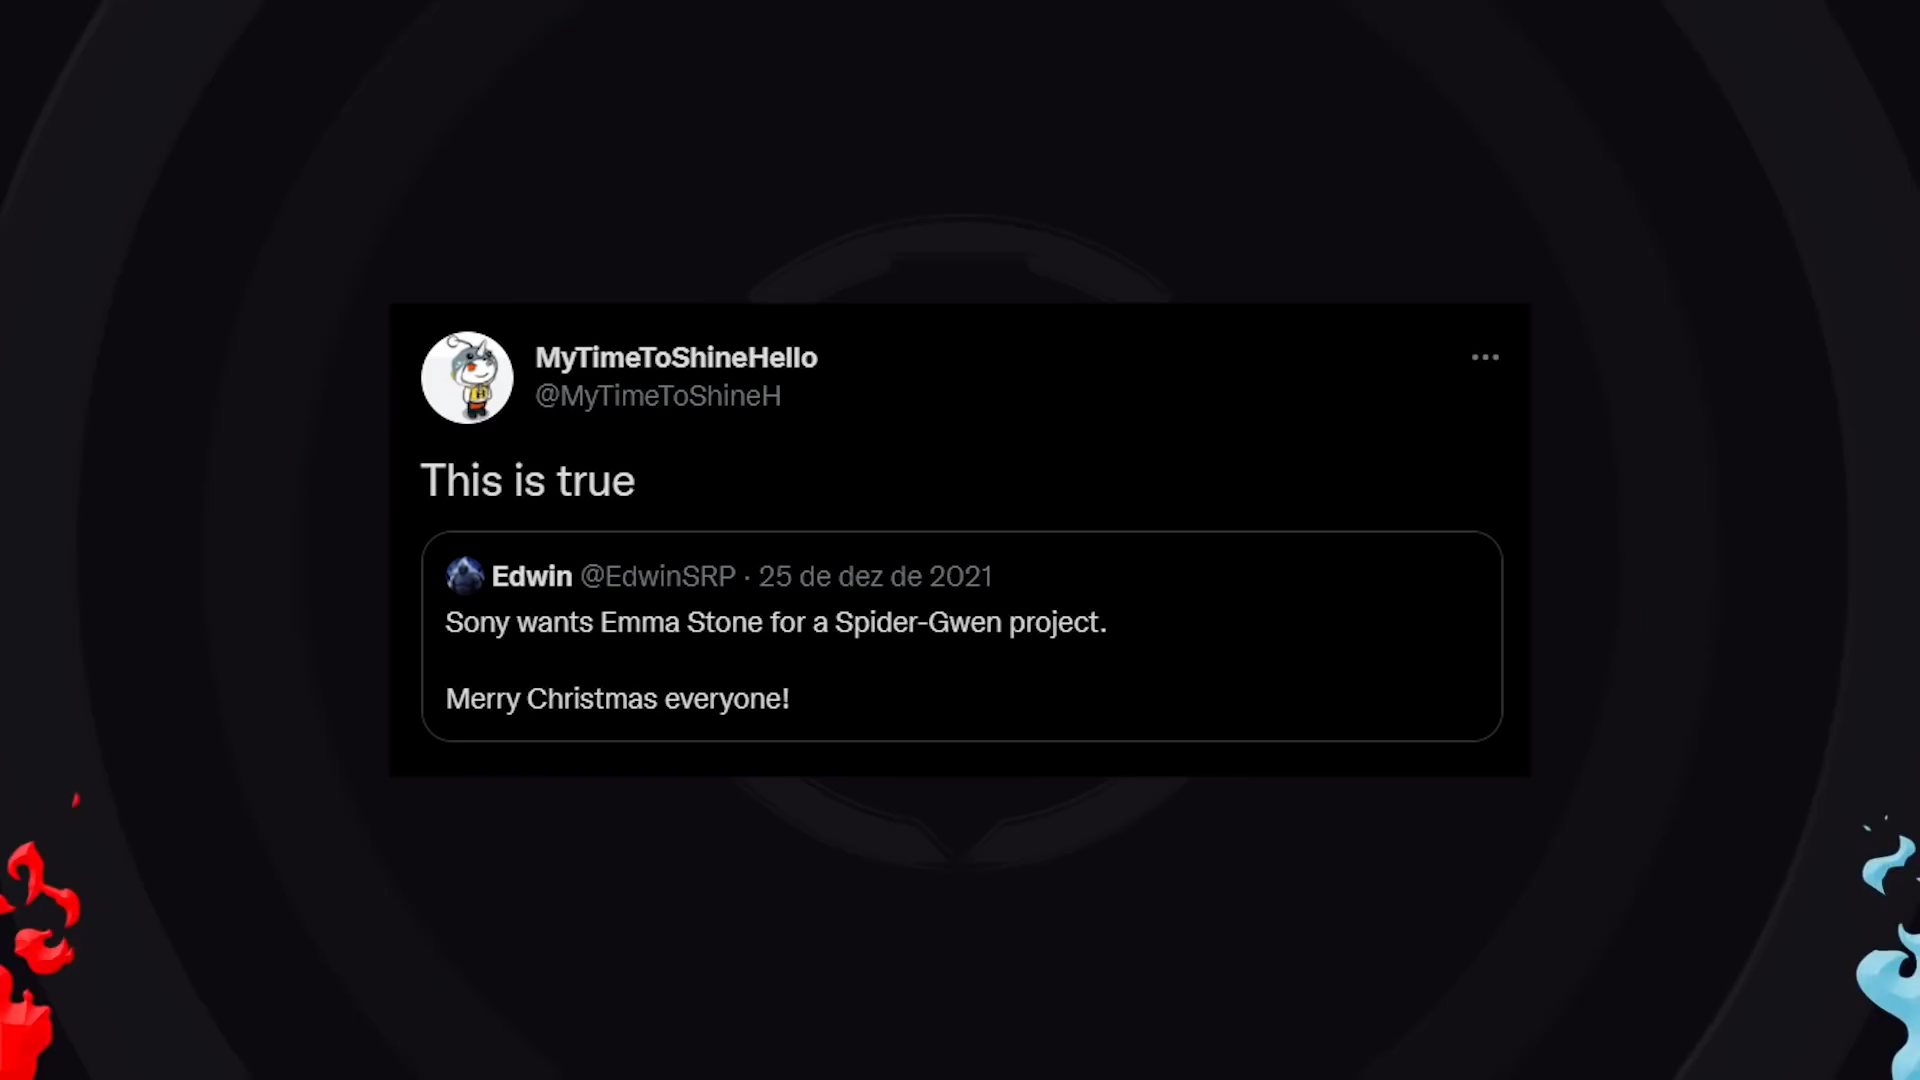 MyTimeToShineHello
@MyTimeToShineH
This is true
Edwin @EdwinSRP · 25 de dez de 2021
Sony wants Emma Stone for a Spider-Gwen project.
Merry Christmas everyone!